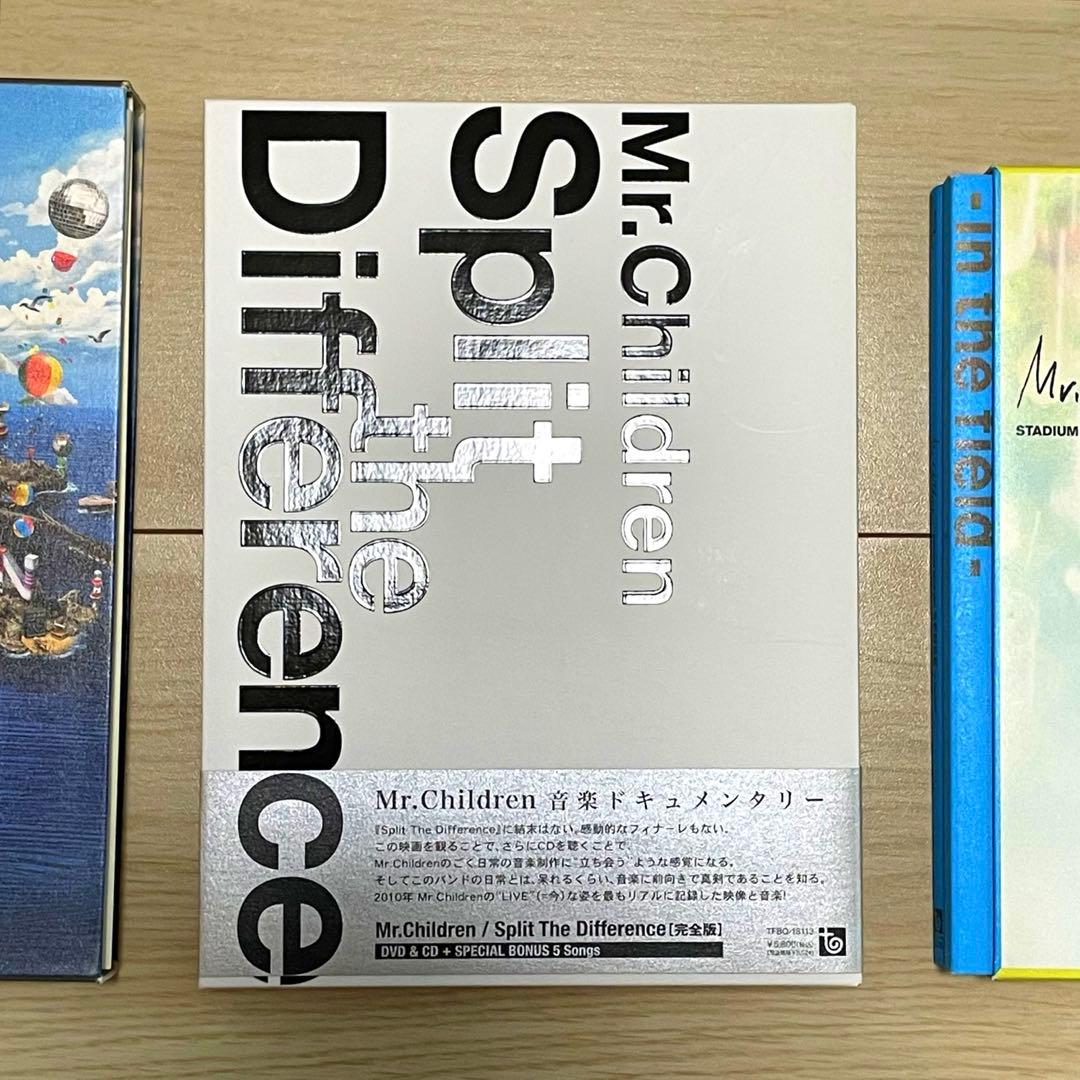 Mr.Children
Split
the
Difference
Mr.Children 音楽ドキュメンタリー
『Split The Difference』に結末はない。感動的なフィナーレもない。
この映画を観ることで、さらにCDを聴くことで、
Mr.Childrenのごく日常の音楽制作に"立ち会う"ような感覚になる。
そしてこのバンドの日常とは、呆れるくらい、音楽に前向きで真剣であることを知る。
2010年 Mr.Childrenの"LIVE"(=今)な姿を最もリアルに記録した映像と音楽!
Mr.Children / Split The Difference[完全版]
DVD & CD + SPECIAL BONUS 5 Songs
TFBQ-18113
- In the field -
Mr.
STADIUM